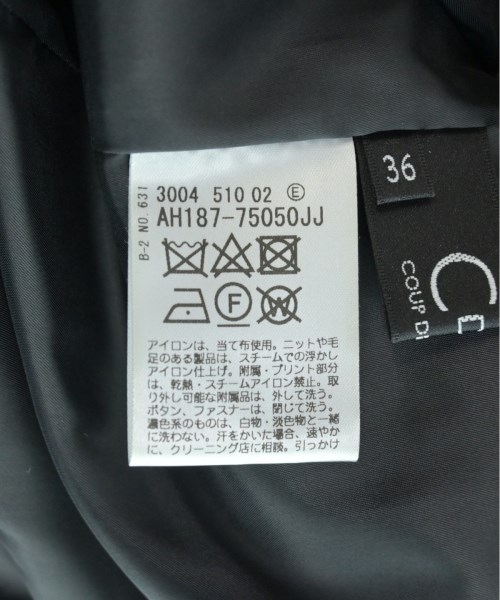 B-2 NO.631
3004 510 02 Ⓔ
AH187-75050JJ
F W
アイロンは、当て布使用。ニットや毛
足のある製品は、スチームでの浮かし
アイロン仕上げ。附属・プリント部分
は、乾熱・スチームアイロン禁止。取
り外し可能な附属品は、外して洗う。
ボタン、ファスナーは、閉じて洗う。
濃色系のものは、白物・淡色物と一緒
に洗わない。汗をかいた場合、速やか
に、クリーニング店に相談。引っかけ
36
CE
COUP DE